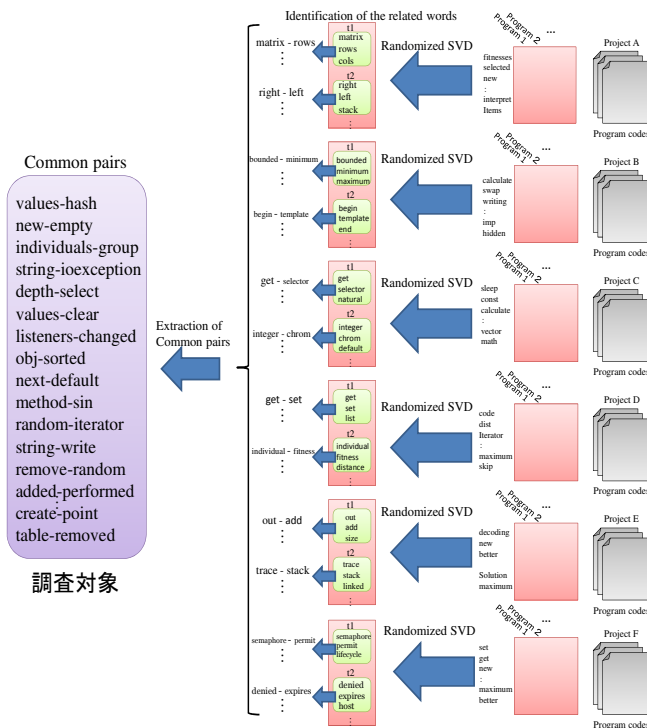 Identification of the related words
Common pairs
values-hash
new-empty
individuals-group
string-ioexception
depth-select
values-clear
listeners-changed
obj-sorted
next-default
method-sin
random-iterator
string-write
remove-random
added-performed
:
create-point
table-removed
調査対象
Extraction of
Common pairs
matrix - rows
⋮
right - left
⋮
t1
matrix
rows
cols
t2
right
left
stack
⋮
Randomized SVD
Program 1
Program 2
...
fitnesses
selected
new
:
interpret
Items
Project A
Program codes
bounded - minimum
⋮
begin - template
⋮
t1
bounded
minimum
maximum
t2
begin
template
end
⋮
Randomized SVD
Program 1
Program 2
...
calculate
swap
writing
:
imp
hidden
Project B
Program codes
get - selector
⋮
integer - chrom
⋮
t1
get
selector
natural
t2
integer
chrom
default
⋮
Randomized SVD
Program 1
Program 2
...
sleep
const
calculate
:
vector
math
Project C
Program codes
get - set
⋮
individual - fitness
⋮
t1
get
set
list
t2
individual
fitness
distance
⋮
Randomized SVD
Program 1
Program 2
...
code
dist
Iterator
:
maximum
skip
Project D
Program codes
out - add
⋮
trace - stack
⋮
t1
out
add
size
t2
trace
stack
linked
⋮
Randomized SVD
Program 1
Program 2
...
decoding
new
better
Solution
maximum
Project E
Program codes
semaphore - permit
⋮
denied - expires
⋮
t1
semaphore
permit
lifecycle
t2
denied
expires
host
⋮
Randomized SVD
Program 1
Program 2
...
set
get
new
:
maximum
better
Project F
Program codes